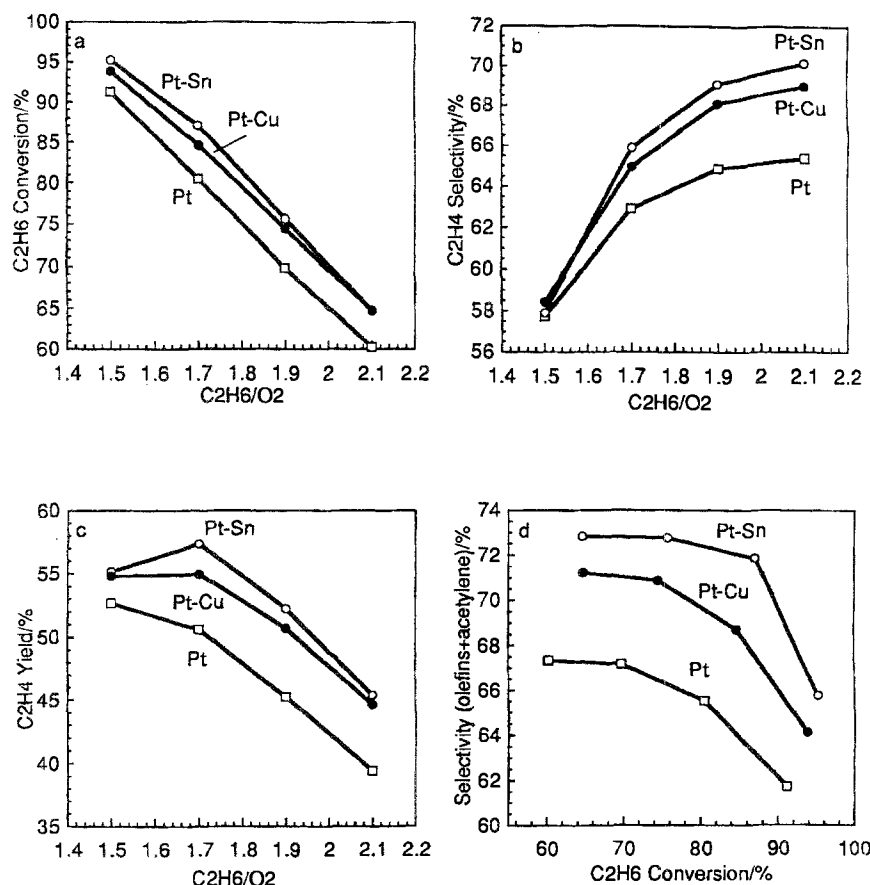 a
100
95
90
85
80
75
70
65
60
C2H6 Conversion/%
Pt-Sn
Pt-Cu
Pt
1.4 1.5 1.6 1.7 1.8 1.9 2 2.1 2.2
C2H6/O2
b
72
70
68
66
64
62
60
58
56
C2H4 Selectivity/%
Pt-Sn
Pt-Cu
Pt
1.4 1.5 1.6 1.7 1.8 1.9 2 2.1 2.2
C2H6/O2
c
60
55
50
45
40
35
C2H4 Yield/%
Pt-Sn
Pt-Cu
Pt
1.4 1.5 1.6 1.7 1.8 1.9 2 2.1 2.2
C2H6/O2
d
74
72
70
68
66
64
62
60
Selectivity (olefins+acetylene)/%
Pt-Sn
Pt-Cu
Pt
60 70 80 90 100
C2H6 Conversion/%